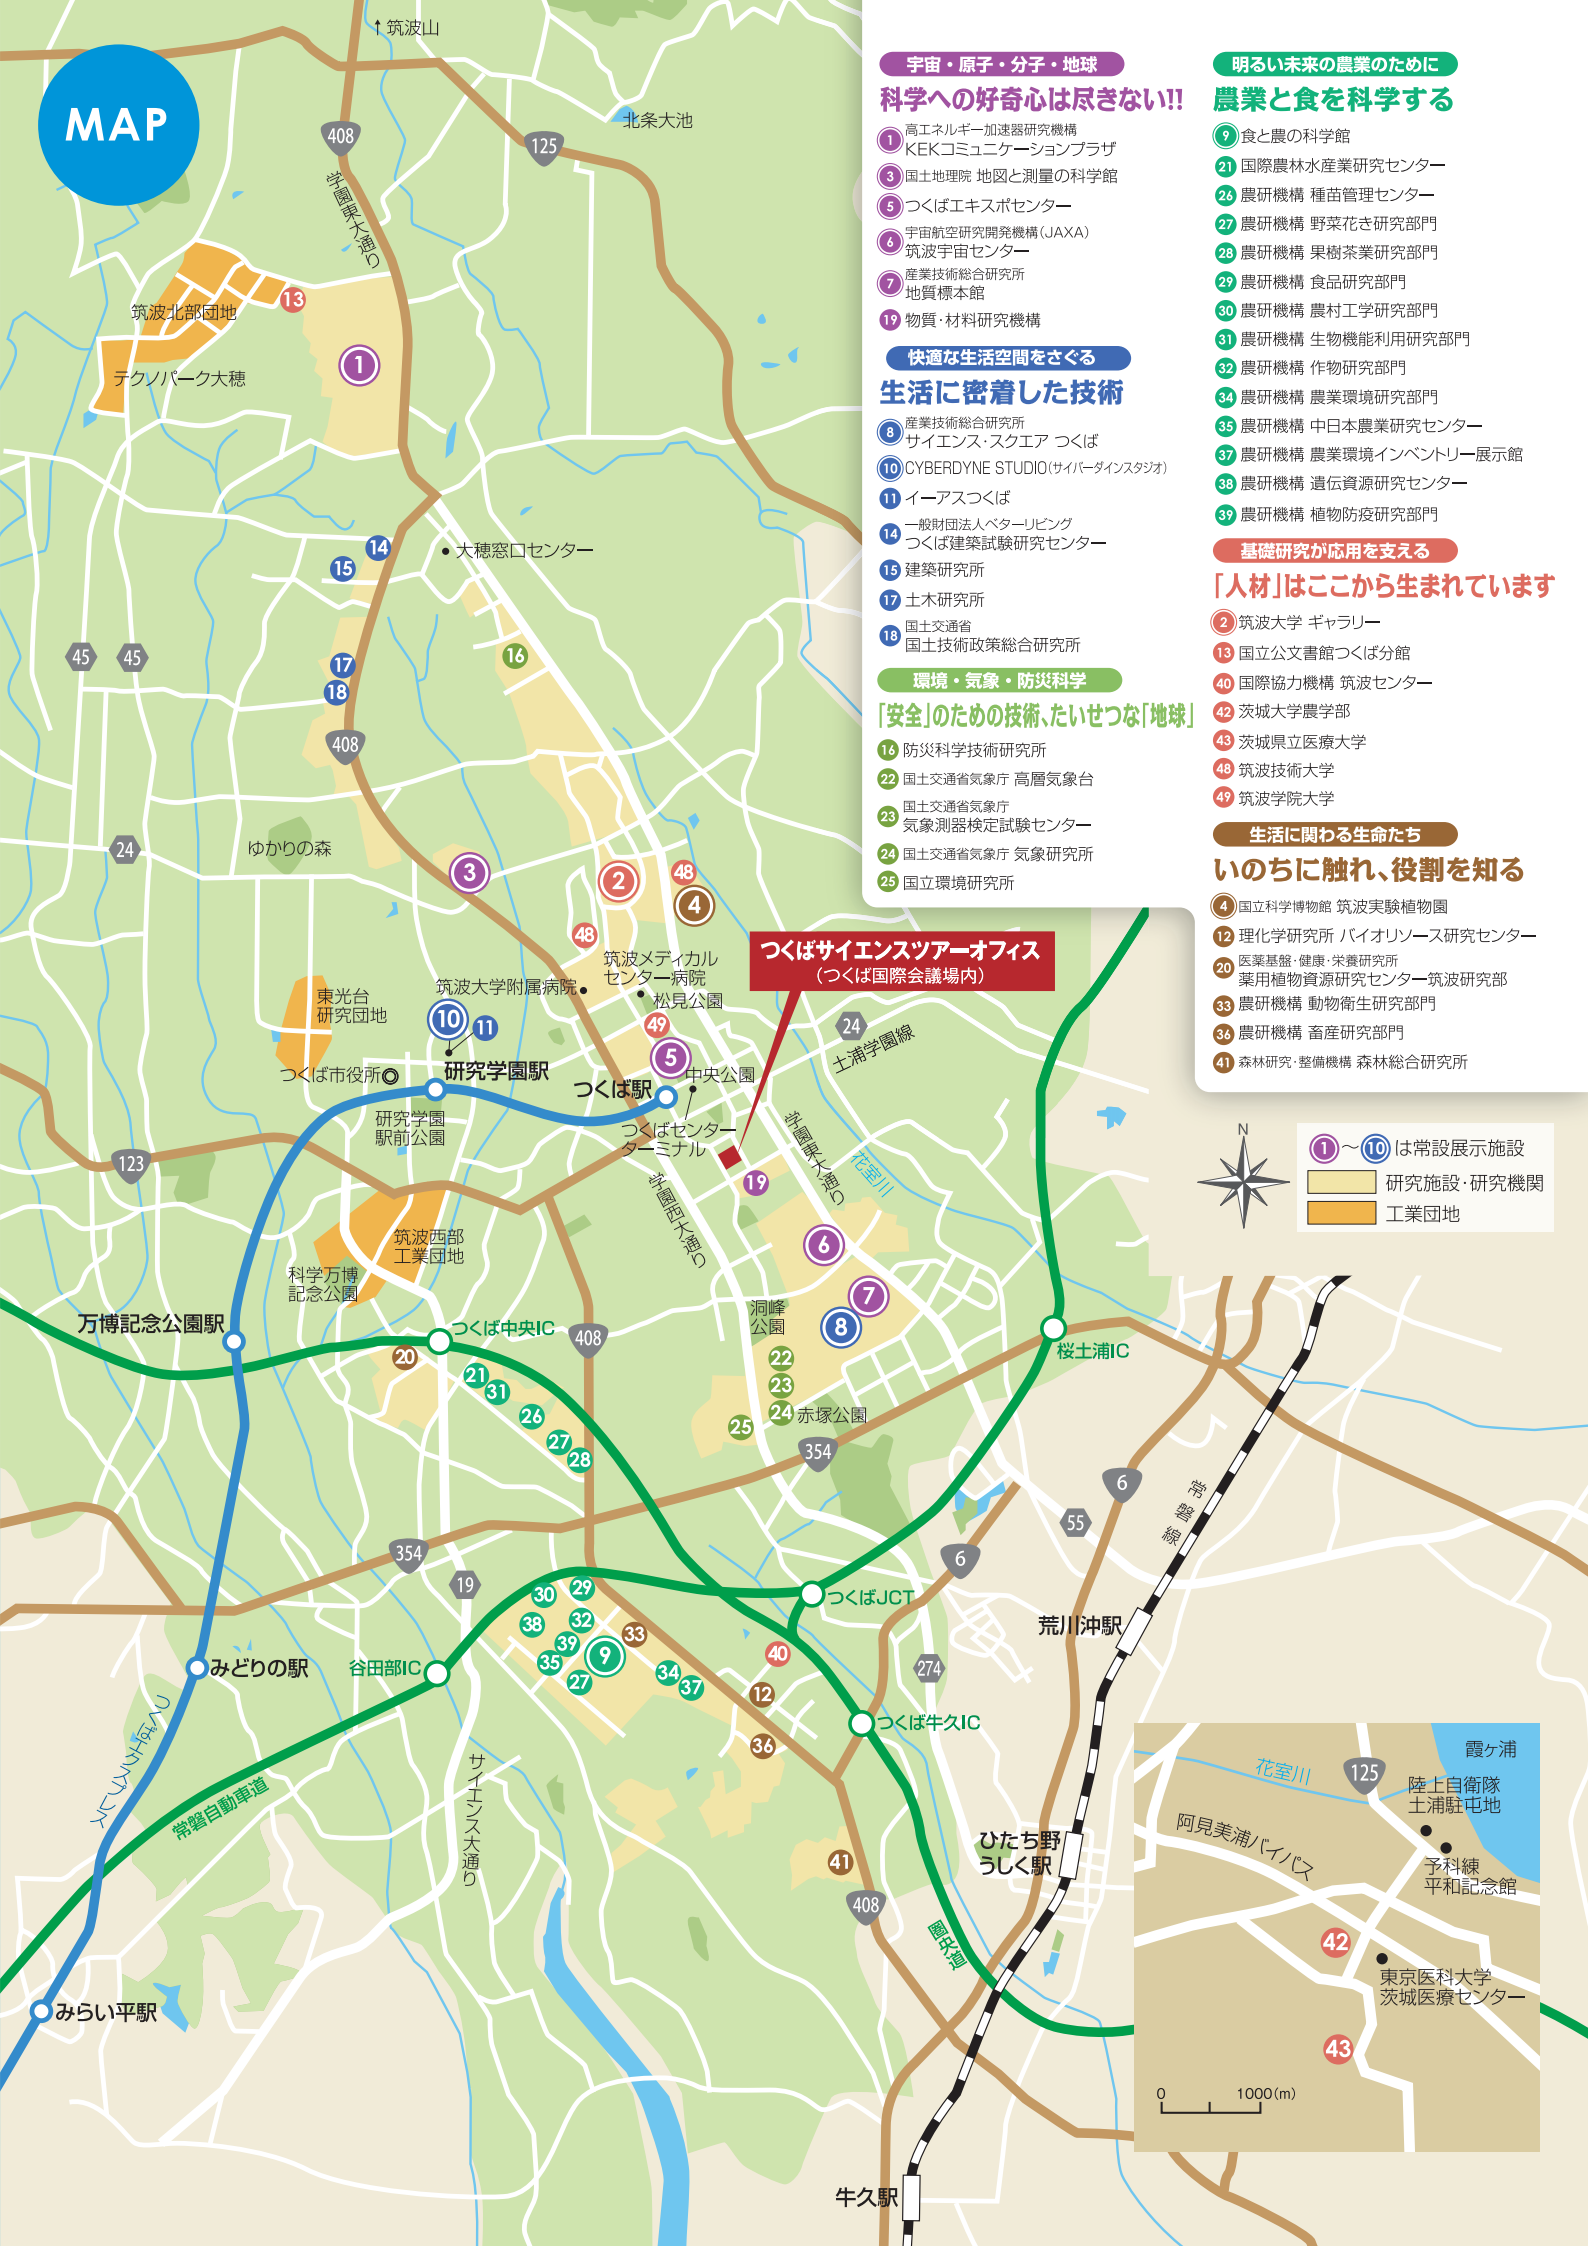 MAP
↑筑波山
北条大池
408
125
学園東大通り
筑波北部団地
13
1
テクノパーク大穂
14
15
大穂窓口センター
45
45
17
16
18
408
24
ゆかりの森
3
2
48
4
48
筑波メディカル
センター病院
筑波大学附属病院
松見公園
東光台
研究団地
つくばサイエンスツアーオフィス
(つくば国際会議場内)
10
11
49
5
24
土浦学園線
つくば市役所
研究学園駅
つくば駅
中央公園
研究学園
駅前公園
つくばセンター
ターミナル
学園東大通り
花室川
123
19
学園西大通り
筑波西部
工業団地
6
科学万博
記念公園
7
万博記念公園駅
つくば中央IC
408
洞峰
公園
8
桜土浦IC
20
21
31
22
23
26
24
赤塚公園
25
27
28
354
6
常磐線
55
354
19
6
30
29
つくばJCT
38
32
33
39
9
40
荒川沖駅
みどりの駅
谷田部IC
35
27
34
37
12
274
つくば牛久IC
36
つくばエクスプレス
常磐自動車道
サイエンス大通り
41
ひたち野
うしく駅
408
圏央道
みらい平駅
牛久駅
宇宙・原子・分子・地球
科学への好奇心は尽きない!!
1 高エネルギー加速器研究機構
KEKコミュニケーションプラザ
3 国土地理院 地図と測量の科学館
5 つくばエキスポセンター
6 宇宙航空研究開発機構(JAXA)
筑波宇宙センター
7 産業技術総合研究所
地質標本館
19 物質・材料研究機構
快適な生活空間をさぐる
生活に密着した技術
8 産業技術総合研究所
サイエンス・スクエア つくば
10 CYBERDYNE STUDIO(サイバーダインスタジオ)
11 イーアスつくば
14 一般財団法人ベターリビング
つくば建築試験研究センター
15 建築研究所
17 土木研究所
18 国土交通省
国土技術政策総合研究所
環境・気象・防災科学
「安全」のための技術、たいせつな「地球」
16 防災科学技術研究所
22 国土交通省気象庁 高層気象台
23 国土交通省気象庁
気象測器検定試験センター
24 国土交通省気象庁 気象研究所
25 国立環境研究所
明るい未来の農業のために
農業と食を科学する
9 食と農の科学館
21 国際農林水産業研究センター
26 農研機構 種苗管理センター
27 農研機構 野菜花き研究部門
28 農研機構 果樹茶業研究部門
29 農研機構 食品研究部門
30 農研機構 農村工学研究部門
31 農研機構 生物機能利用研究部門
32 農研機構 作物研究部門
34 農研機構 農業環境研究部門
35 農研機構 中日本農業研究センター
37 農研機構 農業環境インベントリー展示館
38 農研機構 遺伝資源研究センター
39 農研機構 植物防疫研究部門
基礎研究が応用を支える
「人材」はここから生まれています
2 筑波大学 ギャラリー
13 国立公文書館つくば分館
40 国際協力機構 筑波センター
42 茨城大学農学部
43 茨城県立医療大学
48 筑波技術大学
49 筑波学院大学
生活に関わる生命たち
いのちに触れ、役割を知る
4 国立科学博物館 筑波実験植物園
12 理化学研究所 バイオリソース研究センター
20 医薬基盤・健康・栄養研究所
薬用植物資源研究センター筑波研究部
33 農研機構 動物衛生研究部門
36 農研機構 畜産研究部門
41 森林研究・整備機構 森林総合研究所
N
1～10は常設展示施設
研究施設・研究機関
工業団地
霞ヶ浦
花室川
125
陸上自衛隊
土浦駐屯地
阿見美浦バイパス
予科練
平和記念館
42
東京医科大学
茨城医療センター
43
0 1000(m)